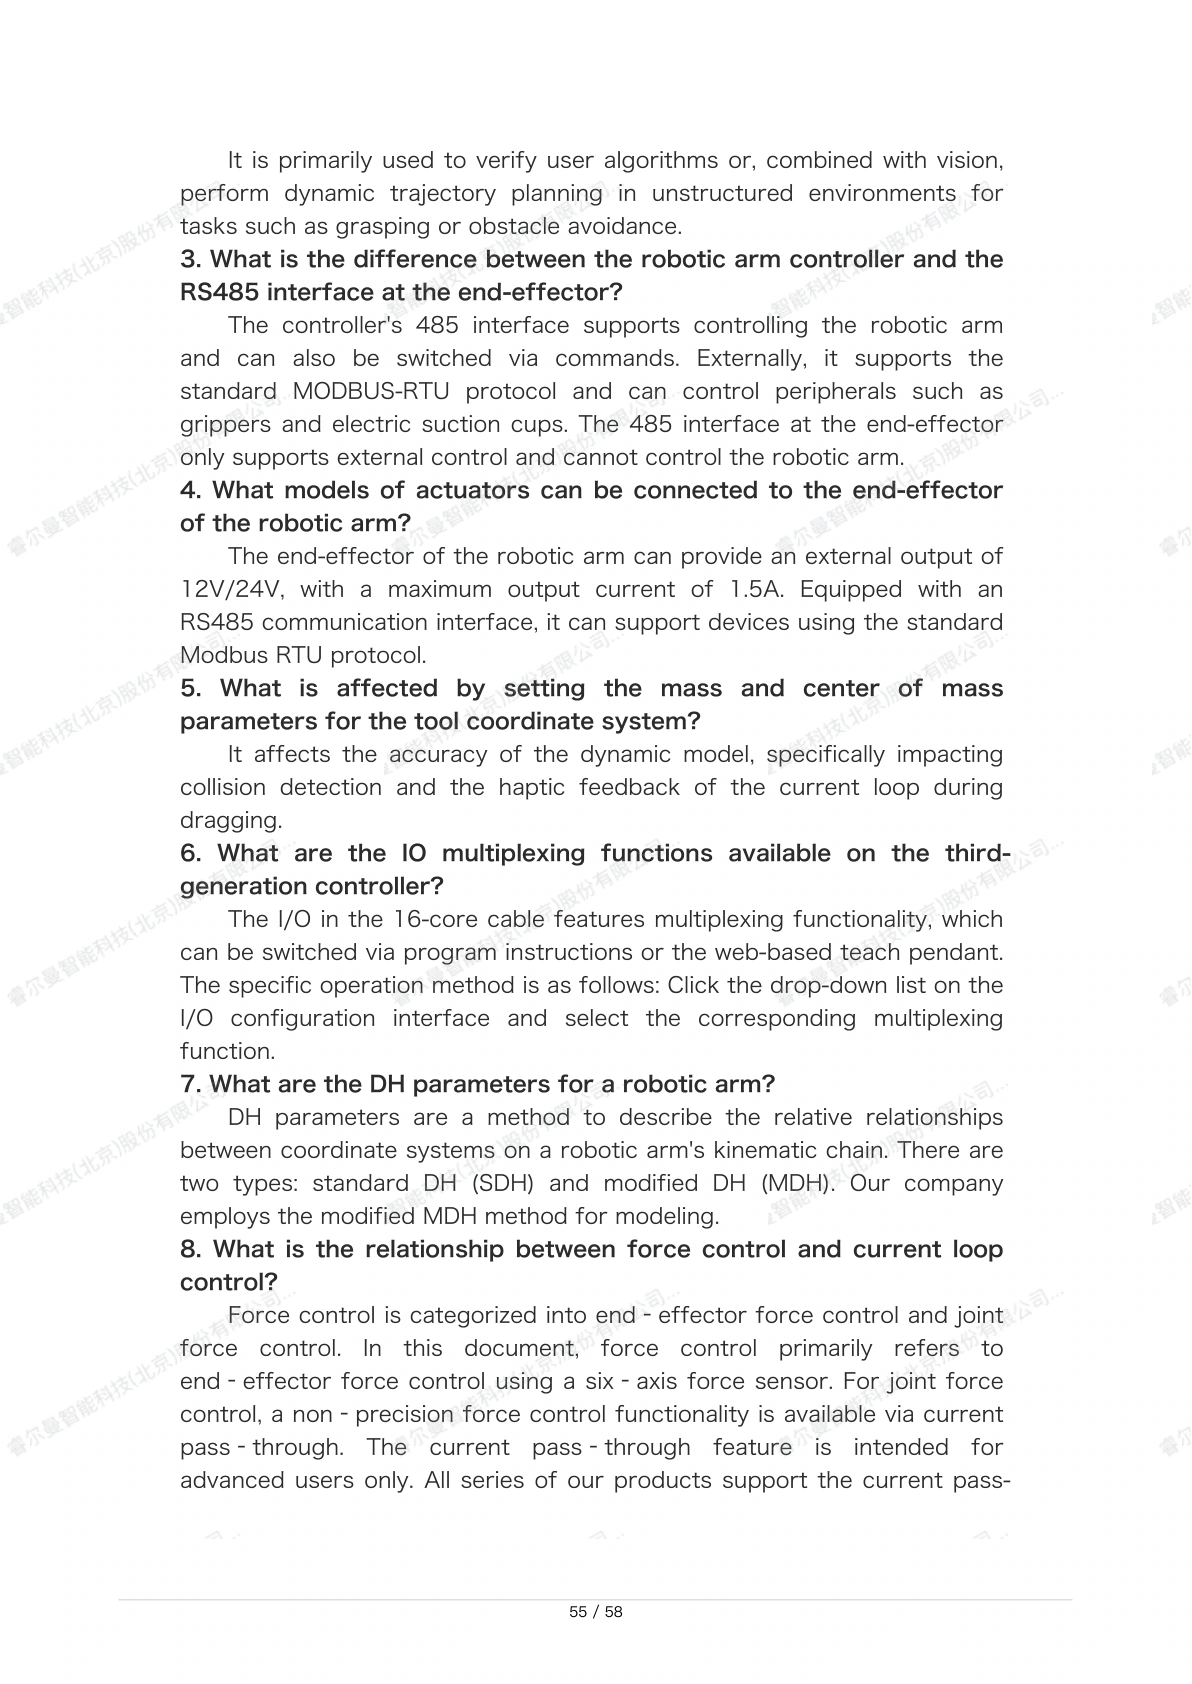 It is primarily used to verify user algorithms or, combined with vision,
perform dynamic trajectory planning in unstructured environments for
tasks such as grasping or obstacle avoidance.
3. What is the difference between the robotic arm controller and the
RS485 interface at the end-effector?
The controller's 485 interface supports controlling the robotic arm
and can also be switched via commands. Externally, it supports the
standard MODBUS-RTU protocol and can control peripherals such as
grippers and electric suction cups. The 485 interface at the end-effector
only supports external control and cannot control the robotic arm.
4. What models of actuators can be connected to the end-effector
of the robotic arm?
The end-effector of the robotic arm can provide an external output of
12V/24V, with a maximum output current of 1.5A. Equipped with an
RS485 communication interface, it can support devices using the standard
Modbus RTU protocol.
5. What is affected by setting the mass and center of mass
parameters for the tool coordinate system?
It affects the accuracy of the dynamic model, specifically impacting
collision detection and the haptic feedback of the current loop during
dragging.
6. What are the IO multiplexing functions available on the third-
generation controller?
The I/O in the 16-core cable features multiplexing functionality, which
can be switched via program instructions or the web-based teach pendant.
The specific operation method is as follows: Click the drop-down list on the
I/O configuration interface and select the corresponding multiplexing
function.
7. What are the DH parameters for a robotic arm?
DH parameters are a method to describe the relative relationships
between coordinate systems on a robotic arm's kinematic chain. There are
two types: standard DH (SDH) and modified DH (MDH). Our company
employs the modified MDH method for modeling.
8. What is the relationship between force control and current loop
control?
Force control is categorized into end‐effector force control and joint
force control. In this document, force control primarily refers to
end‐effector force control using a six‐axis force sensor. For joint force
control, a non‐precision force control functionality is available via current
pass‐through. The current pass‐through feature is intended for
advanced users only. All series of our products support the current pass-
55 / 58
睿尔曼智能科技(北京)股份有限公司...